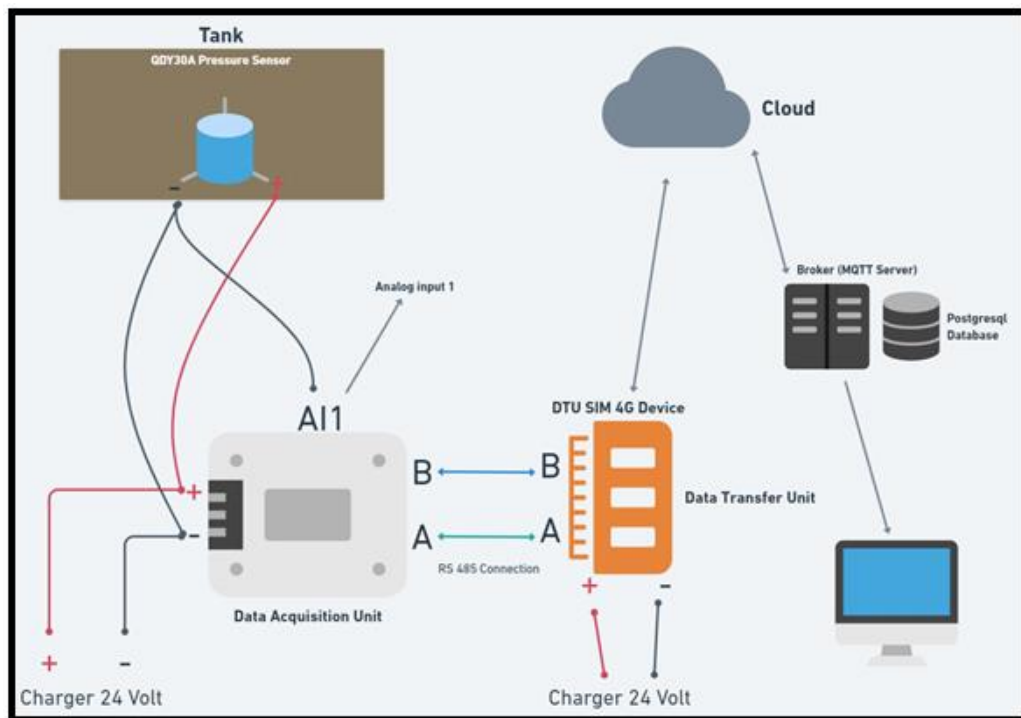 Tank
QDY30A Pressure Sensor
- +
Cloud
Analog input 1
Broker (MQTT Server)
Postgresql
Database
AI1
DTU SIM 4G Device
+
-
B
B
A
A
Data Transfer Unit
RS 485 Connection
Data Acquisition Unit
+ -
+ -
Charger 24 Volt
Charger 24 Volt